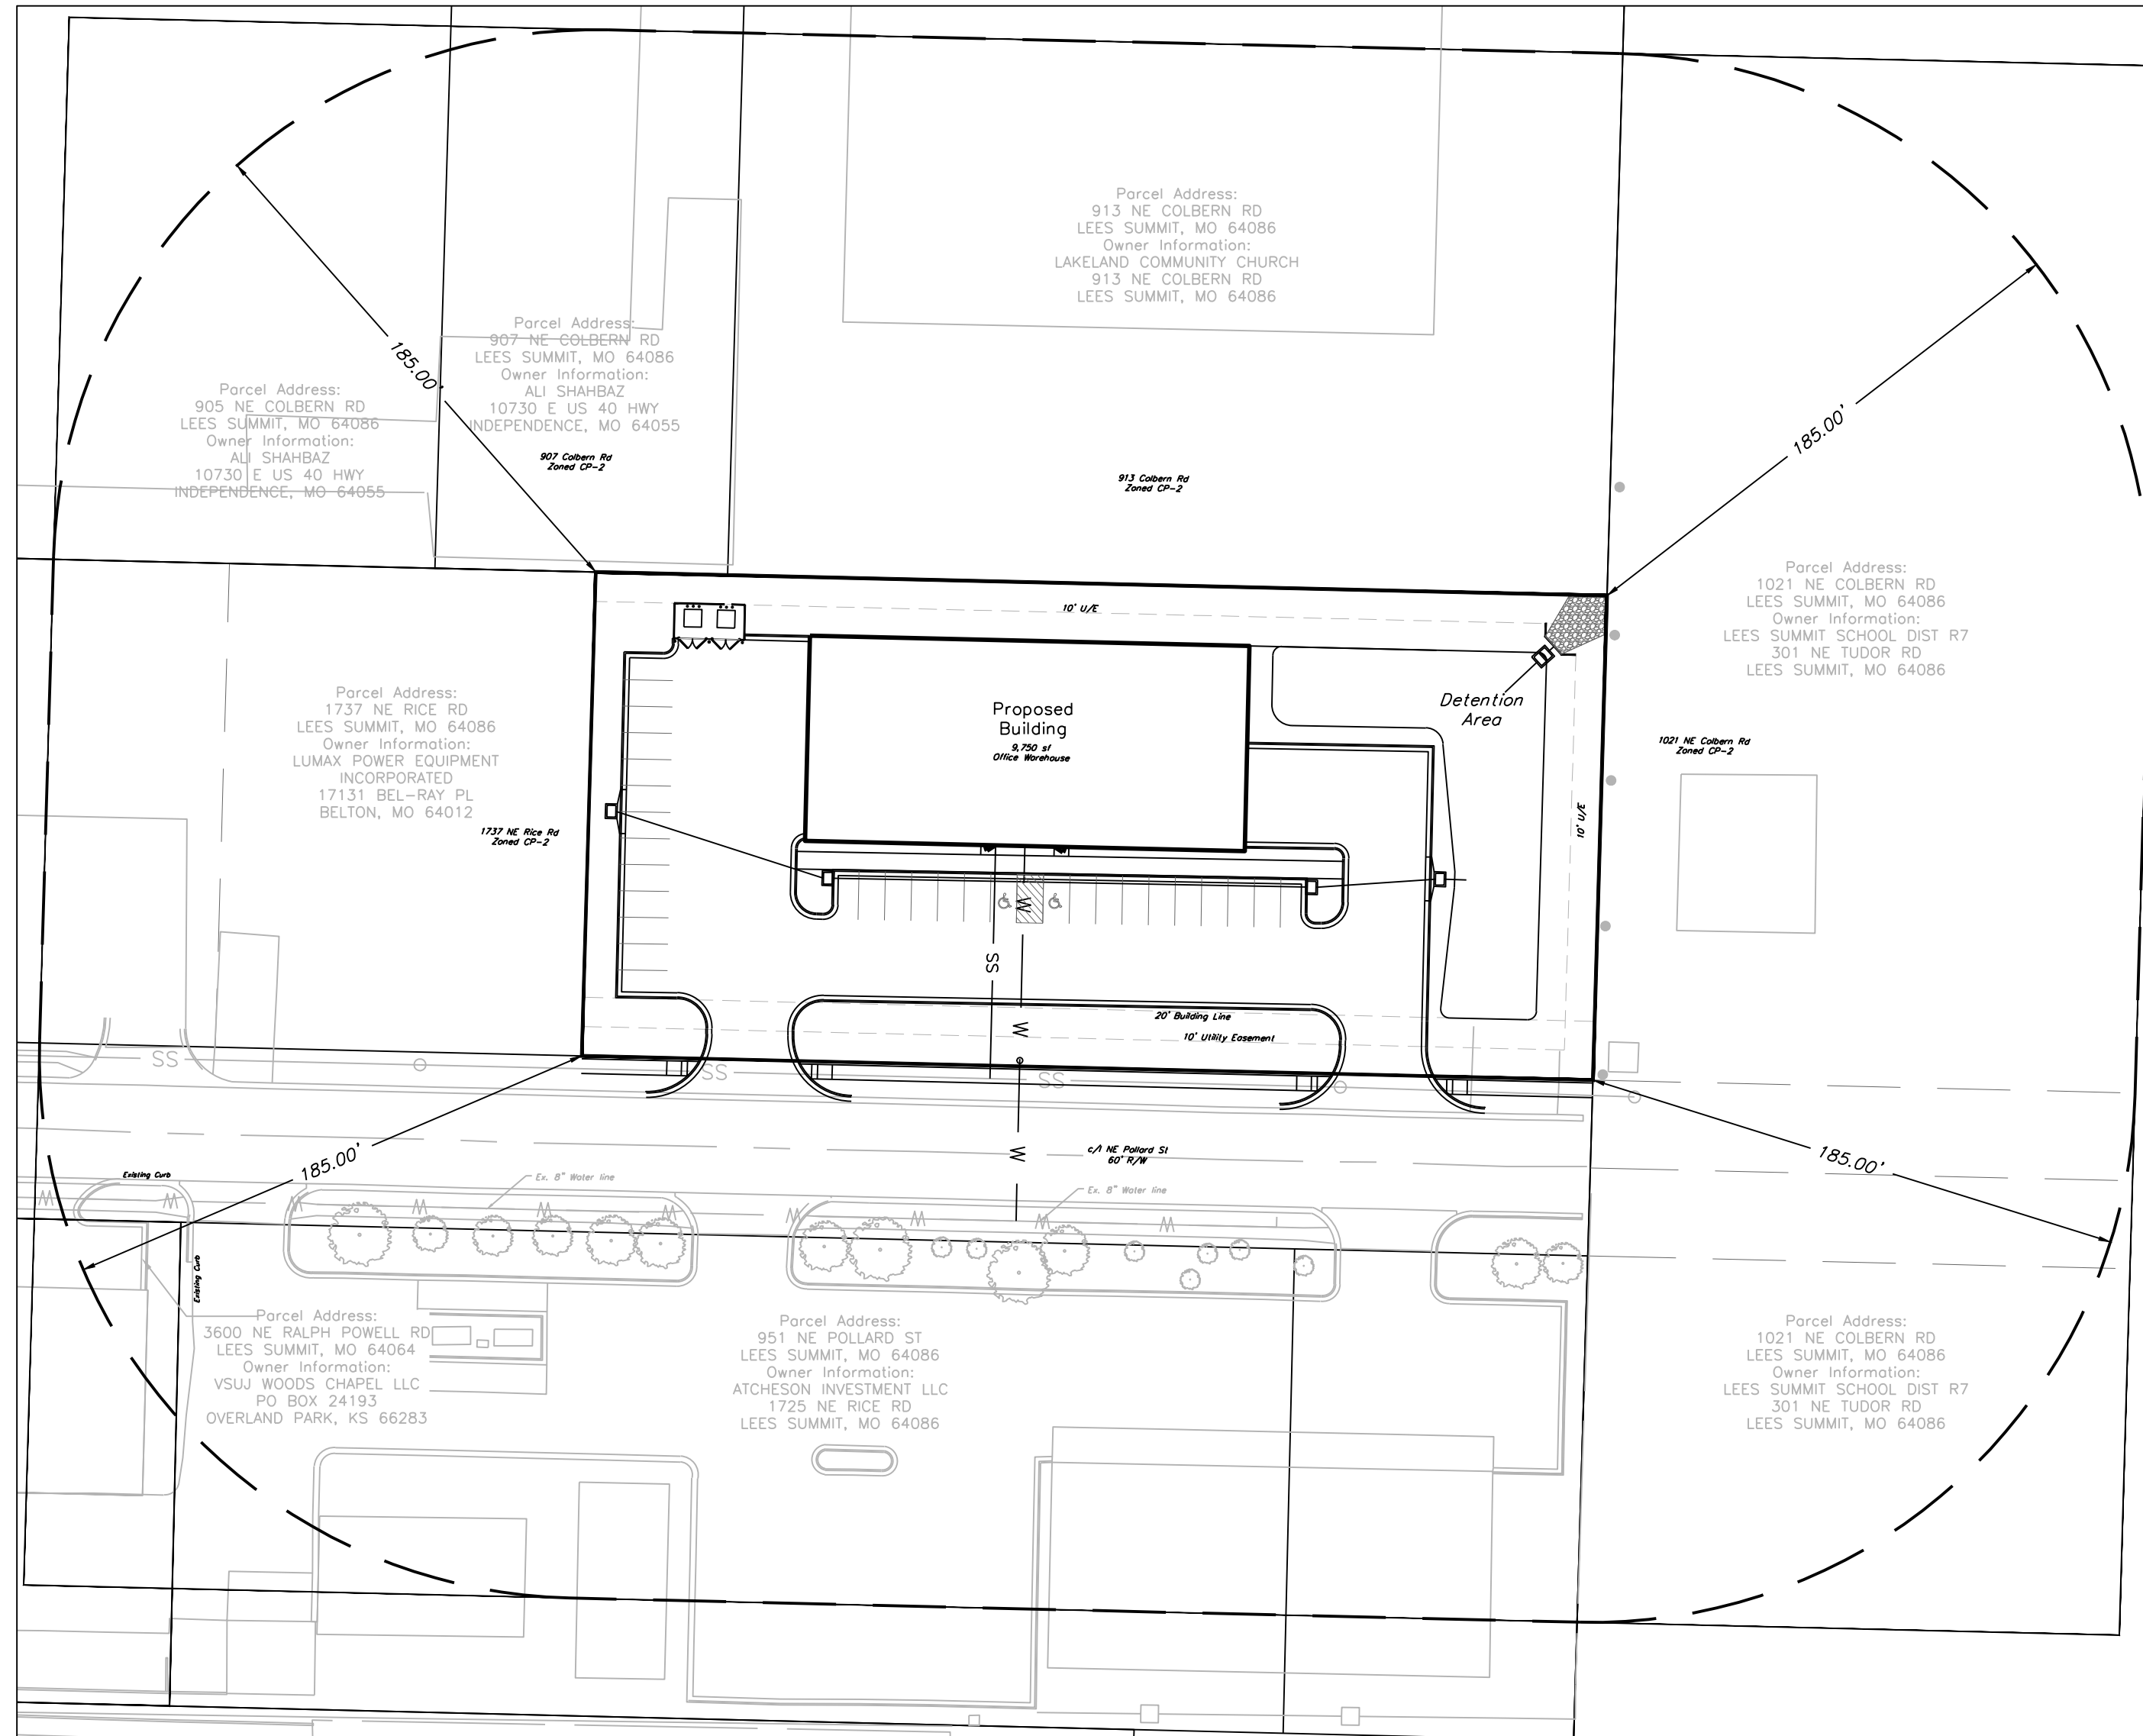 Parcel Address:
913 NE COLBERN RD
LEES SUMMIT, MO 64086
Owner Information:
LAKELAND COMMUNITY CHURCH
913 NE COLBERN RD
LEES SUMMIT, MO 64086
Parcel Address:
907 NE COLBERN RD
LEES SUMMIT, MO 64086
Owner Information:
ALI SHAHBAZ
10730 E US 40 HWY
INDEPENDENCE, MO 64055
185.00'
185.00'
Parcel Address:
905 NE COLBERN RD
LEES SUMMIT, MO 64086
Owner Information:
ALI SHAHBAZ
10730 E US 40 HWY
INDEPENDENCE, MO 64055
907 Colbern Rd
Zoned CP-2
913 Colbern Rd
Zoned CP-2
Parcel Address:
1021 NE COLBERN RD
LEES SUMMIT, MO 64086
Owner Information:
LEES SUMMIT SCHOOL DIST R7
301 NE TUDOR RD
LEES SUMMIT, MO 64086
10' U/E
Parcel Address:
1737 NE RICE RD
LEES SUMMIT, MO 64086
Owner Information:
LUMAX POWER EQUIPMENT
INCORPORATED
17131 BEL-RAY PL
BELTON, MO 64012
Proposed
Building
9,750 sf
Office Warehouse
Detention
Area
1021 NE Colbern Rd
Zoned CP-2
10' U/E
1737 NE Rice Rd
Zoned CP-2
W
SS
20' Building Line
W
10' Utility Easement
SS
SS
SS
c/l NE Pollard St
60' R/W
W
185.00'
185.00'
Existing Curb
Ex. 8" Water line
Ex. 8" Water line
W
W
W
W
W
W
W
W
W
W
Existing Curb
Parcel Address:
3600 NE RALPH POWELL RD
LEES SUMMIT, MO 64064
Owner Information:
VSUJ WOODS CHAPEL LLC
PO BOX 24193
OVERLAND PARK, KS 66283
Parcel Address:
951 NE POLLARD ST
LEES SUMMIT, MO 64086
Owner Information:
ATCHESON INVESTMENT LLC
1725 NE RICE RD
LEES SUMMIT, MO 64086
Parcel Address:
1021 NE COLBERN RD
LEES SUMMIT, MO 64086
Owner Information:
LEES SUMMIT SCHOOL DIST R7
301 NE TUDOR RD
LEES SUMMIT, MO 64086